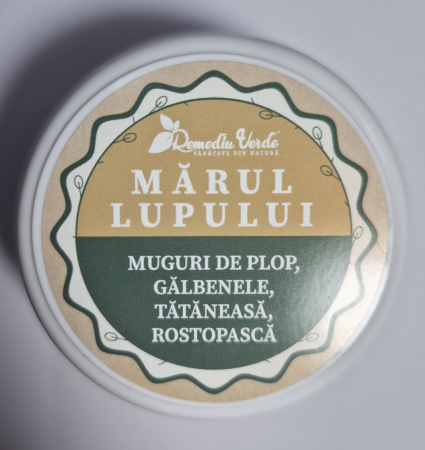 Remediu Verde
SĂNĂTATE DIN NATURĂ
MĂRUL
LUPULUI
MUGURI DE PLOP,
GĂLBENELE,
TĂTĂNEASĂ,
ROSTOPASCĂ